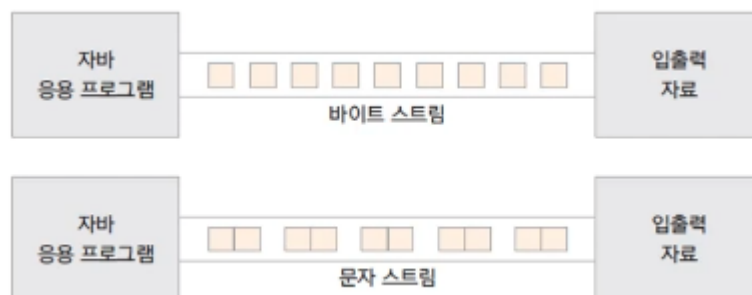 자바
응용 프로그램
바이트 스트림
입출력
자료
자바
응용 프로그램
문자 스트림
입출력
자료